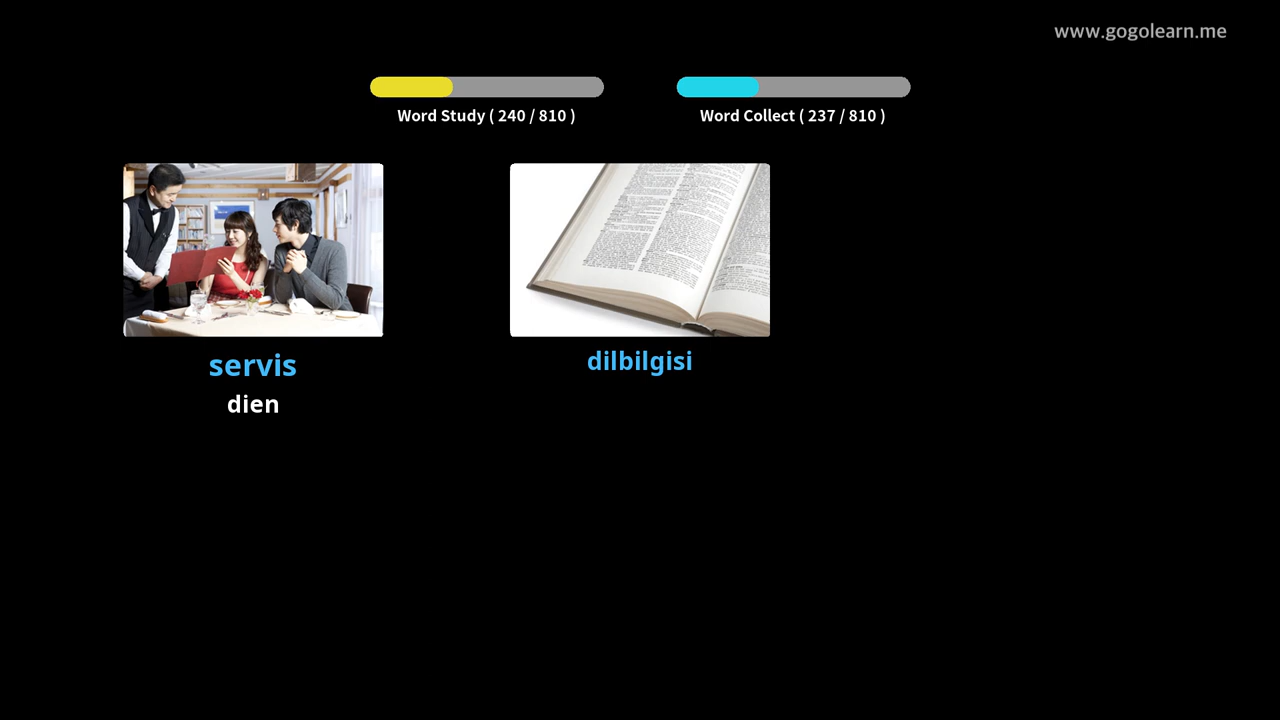 www.gogolearn.me
Word Study ( 240 / 810 )
Word Collect ( 237 / 810 )
servis
dien
dilbilgisi